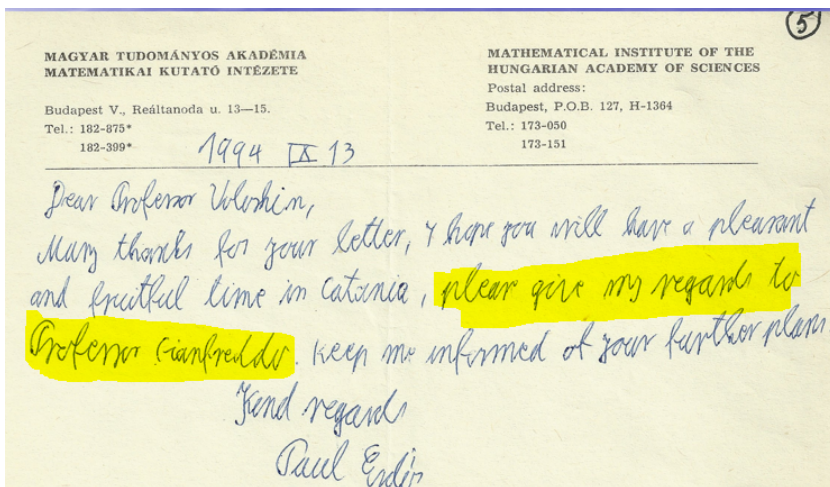 5
MAGYAR TUDOMÁNYOS AKADÉMIA
MATEMATIKAI KUTATÓ INTÉZETE
Budapest V., Reáltanoda u. 13—15.
Tel.: 182-875*
182-399*
MATHEMATICAL INSTITUTE OF THE
HUNGARIAN ACADEMY OF SCIENCES
Postal address:
Budapest, P.O.B. 127, H-1364
Tel.: 173-050
173-151
1994 IX 13
Dear Professor Voloshin,
Many thanks for your letter, I hope you will have a pleasant
and fruitful time in Catania, please give my regards to
Professor Gianfreddo. Keep me informed of your further plans
Kind regards
Paul Erdős